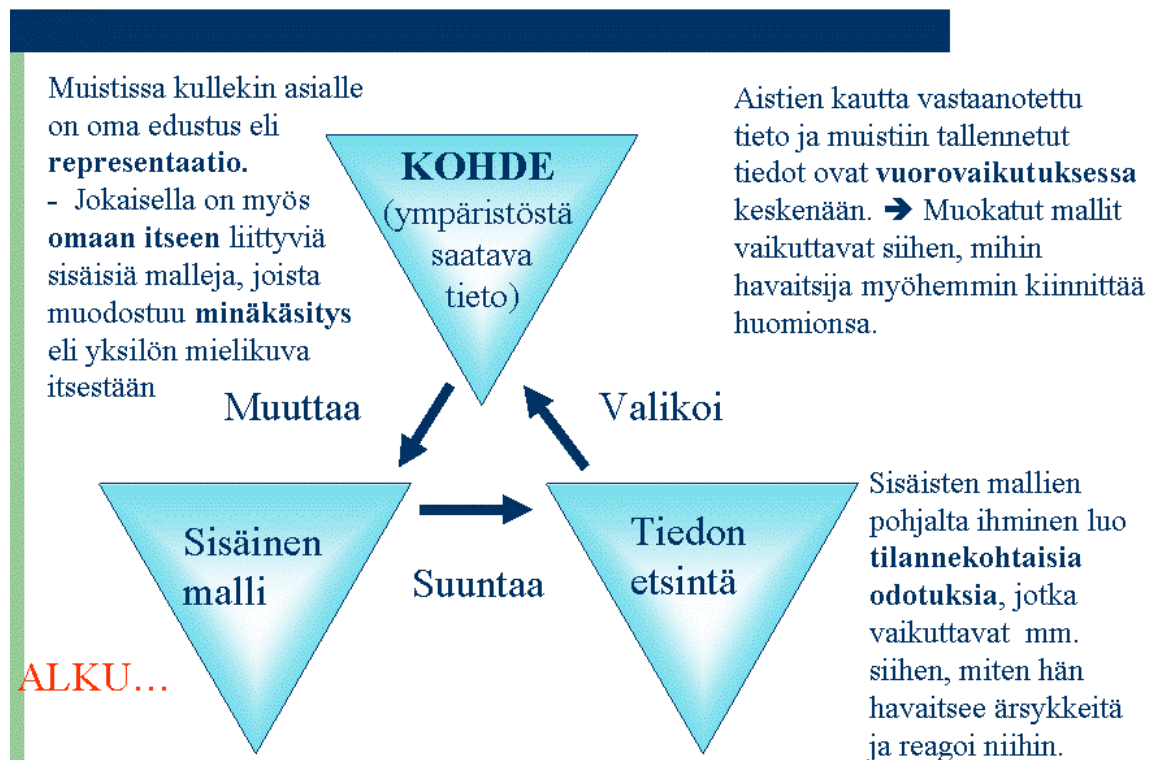 Muistissa kullekin asialle
on oma edustus eli
representaatio.
- Jokaisella on myös
omaan itseen liittyviä
sisäisiä malleja, joista
muodostuu minäkäsitys
eli yksilön mielikuva
itsestään
KOHDE
(ympäristöstä
saatava
tieto)
Aistien kautta vastaanotettu
tieto ja muistiin tallennetut
tiedot ovat vuorovaikutuksessa
keskenään. ➔ Muokatut mallit
vaikuttavat siihen, mihin
havaitsija myöhemmin kiinnittää
huomionsa.
Muuttaa
Valikoi
Sisäinen
malli
Suuntaa
Tiedon
etsintä
Sisäisten mallien
pohjalta ihminen luo
tilannekohtaisia
odotuksia, jotka
vaikuttavat mm.
siihen, miten hän
havaitsee ärsykkeitä
ja reagoi niihin.
ALKU…